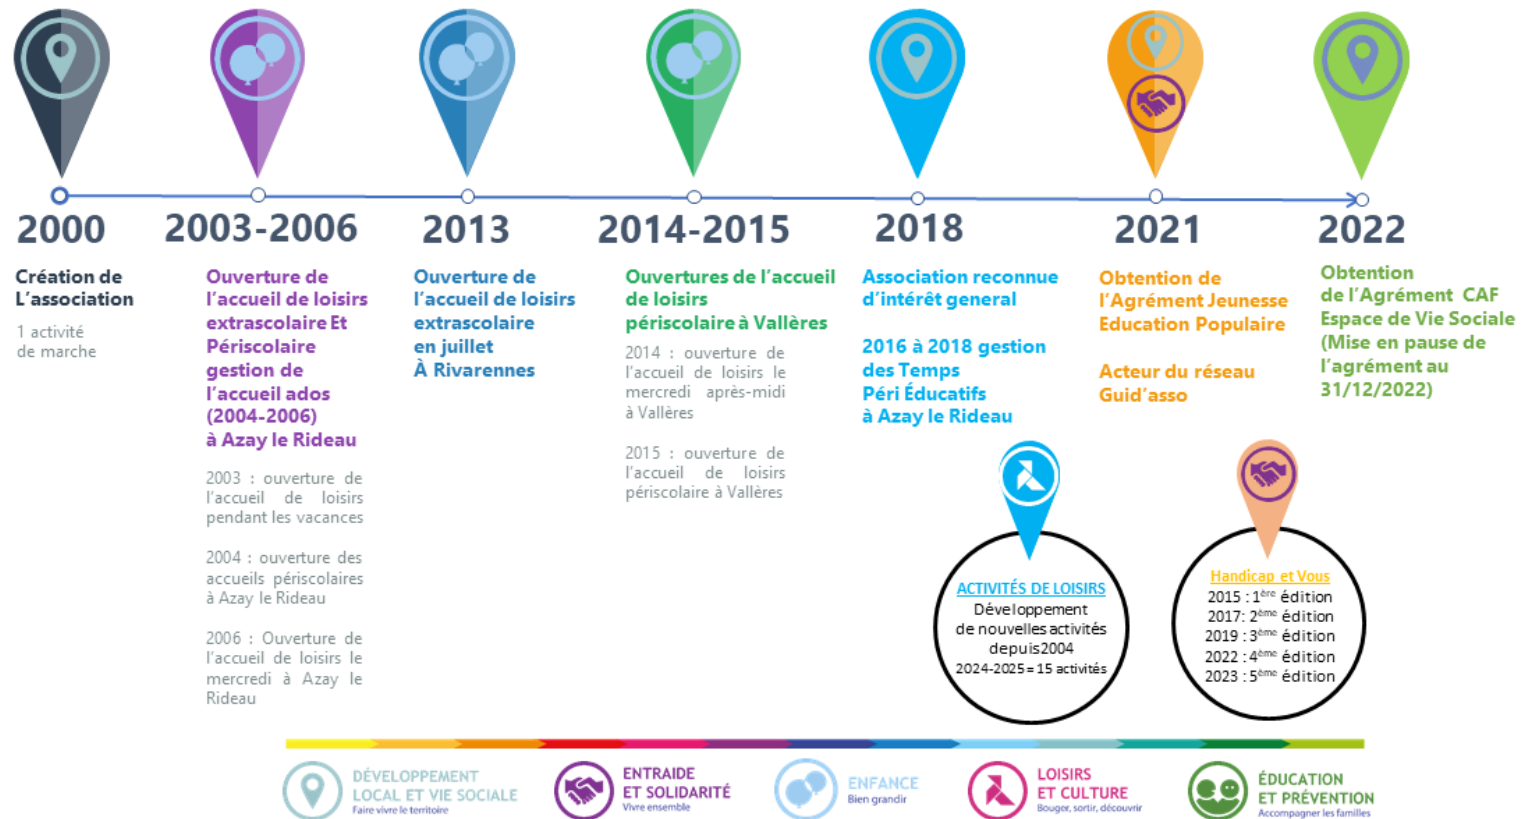 2000
Création de
L'association
1 activité
de marche
2003-2006
Ouverture de
l'accueil de loisirs
extrascolaire Et
Périscolaire
gestion de
l'accueil ados
(2004-2006)
à Azay le Rideau
2003 : ouverture de
l'accueil de loisirs
pendant les vacances
2004 : ouverture des
accueils périscolaires
à Azay le Rideau
2006 : Ouverture de
l'accueil de loisirs le
mercredi à Azay le
Rideau
2013
Ouverture de
l'accueil de loisirs
extrascolaire
en juillet
À Rivarennes
2014-2015
Ouvertures de l'accueil
de loisirs
périscolaire à Vallères
2014 : ouverture de
l'accueil de loisirs le
mercredi après-midi
à Vallères
2015 : ouverture de
l'accueil de loisirs
périscolaire à Vallères
2018
Association reconnue
d'intérêt general
2016 à 2018 gestion
des Temps
Péri Éducatifs
à Azay le Rideau
2021
Obtention de
l'Agrément Jeunesse
Education Populaire
Acteur du réseau
Guid'asso
2022
Obtention
de l'Agrément CAF
Espace de Vie Sociale
(Mise en pause de
l'agrément au
31/12/2022)
ACTIVITÉS DE LOISIRS
Développement
de nouvelles activités
depuis 2004
2024-2025 = 15 activités
Handicap et Vous
2015 : 1ère édition
2017: 2ème édition
2019 : 3ème édition
2022 : 4ème édition
2023 : 5ème édition
DÉVELOPPEMENT
LOCAL ET VIE SOCIALE
Faire vivre le territoire
ENTRAIDE
ET SOLIDARITÉ
Vivre ensemble
ENFANCE
Bien grandir
LOISIRS
ET CULTURE
Bouger, sortir, découvrir
ÉDUCATION
ET PRÉVENTION
Accompagner les familles